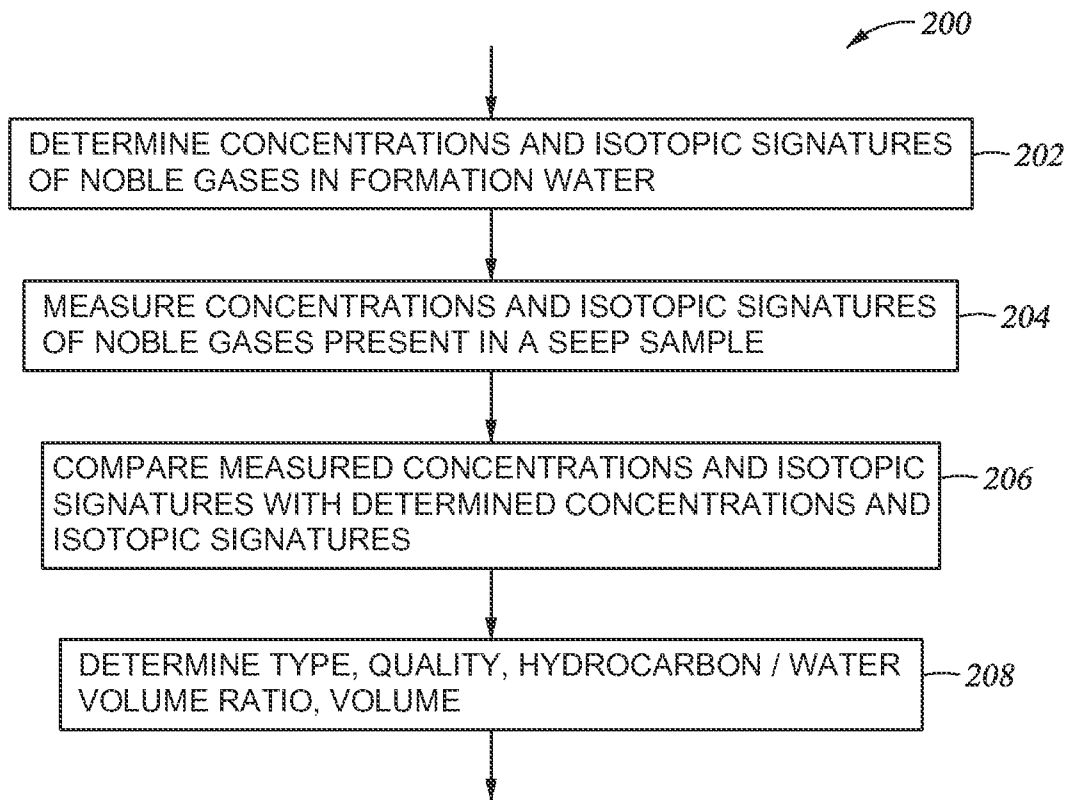 200
DETERMINE CONCENTRATIONS AND ISOTOPIC SIGNATURES
OF NOBLE GASES IN FORMATION WATER
202
MEASURE CONCENTRATIONS AND ISOTOPIC SIGNATURES
OF NOBLE GASES PRESENT IN A SEEP SAMPLE
204
COMPARE MEASURED CONCENTRATIONS AND ISOTOPIC
SIGNATURES WITH DETERMINED CONCENTRATIONS AND
ISOTOPIC SIGNATURES
206
DETERMINE TYPE, QUALITY, HYDROCARBON / WATER
VOLUME RATIO, VOLUME
208